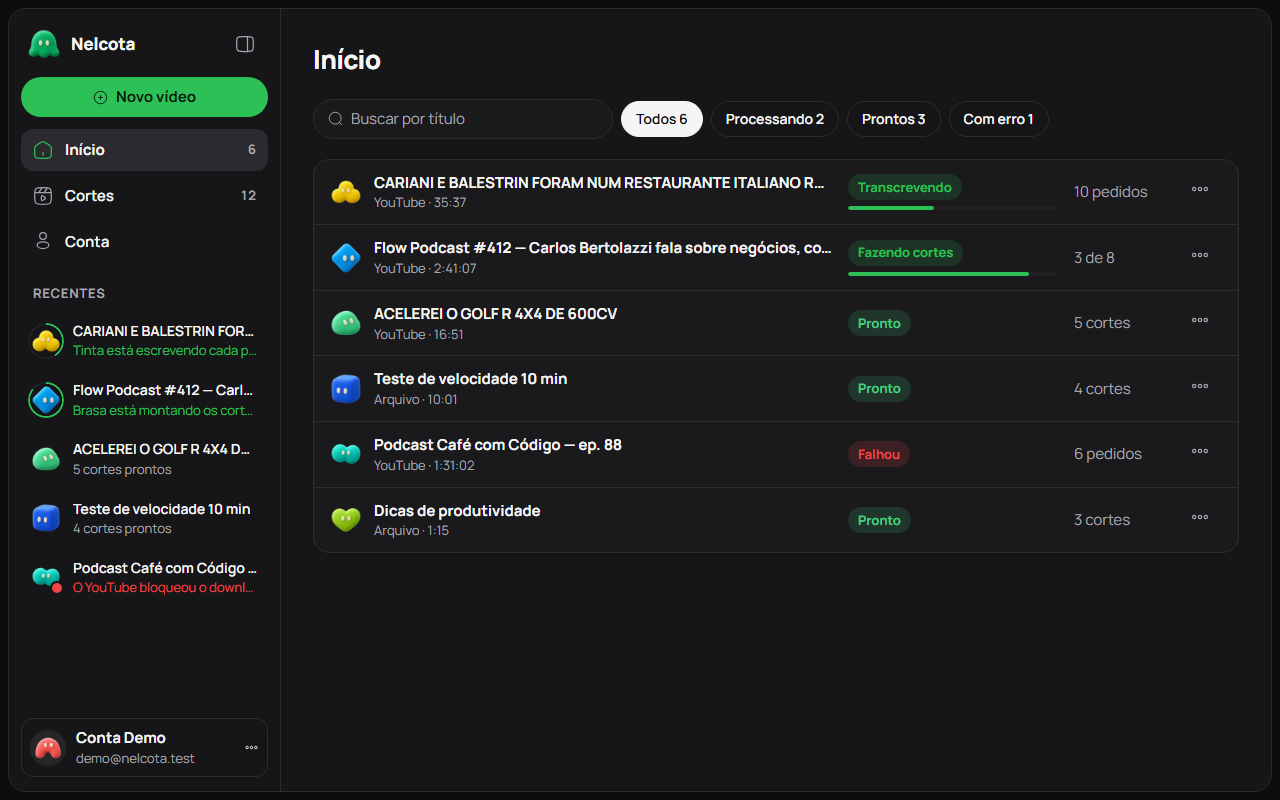 Nelcota
Novo vídeo
Início 6
Cortes 12
Conta
RECENTES
CARIANI E BALESTRIN FOR...
Tinta está escrevendo cada p...
Flow Podcast #412 — Carl...
Brasa está montando os cort...
ACELEREI O GOLF R 4X4 D...
5 cortes prontos
Teste de velocidade 10 min
4 cortes prontos
Podcast Café com Código ...
O YouTube bloqueou o downl...
Conta Demo
demo@nelcota.test
Início
Buscar por título
Todos 6
Processando 2
Prontos 3
Com erro 1
CARIANI E BALESTRIN FORAM NUM RESTAURANTE ITALIANO R...
YouTube · 35:37
Transcrevendo
10 pedidos
Flow Podcast #412 — Carlos Bertolazzi fala sobre negócios, co...
YouTube · 2:41:07
Fazendo cortes
3 de 8
ACELEREI O GOLF R 4X4 DE 600CV
YouTube · 16:51
Pronto
5 cortes
Teste de velocidade 10 min
Arquivo · 10:01
Pronto
4 cortes
Podcast Café com Código — ep. 88
YouTube · 1:31:02
Falhou
6 pedidos
Dicas de produtividade
Arquivo · 1:15
Pronto
3 cortes